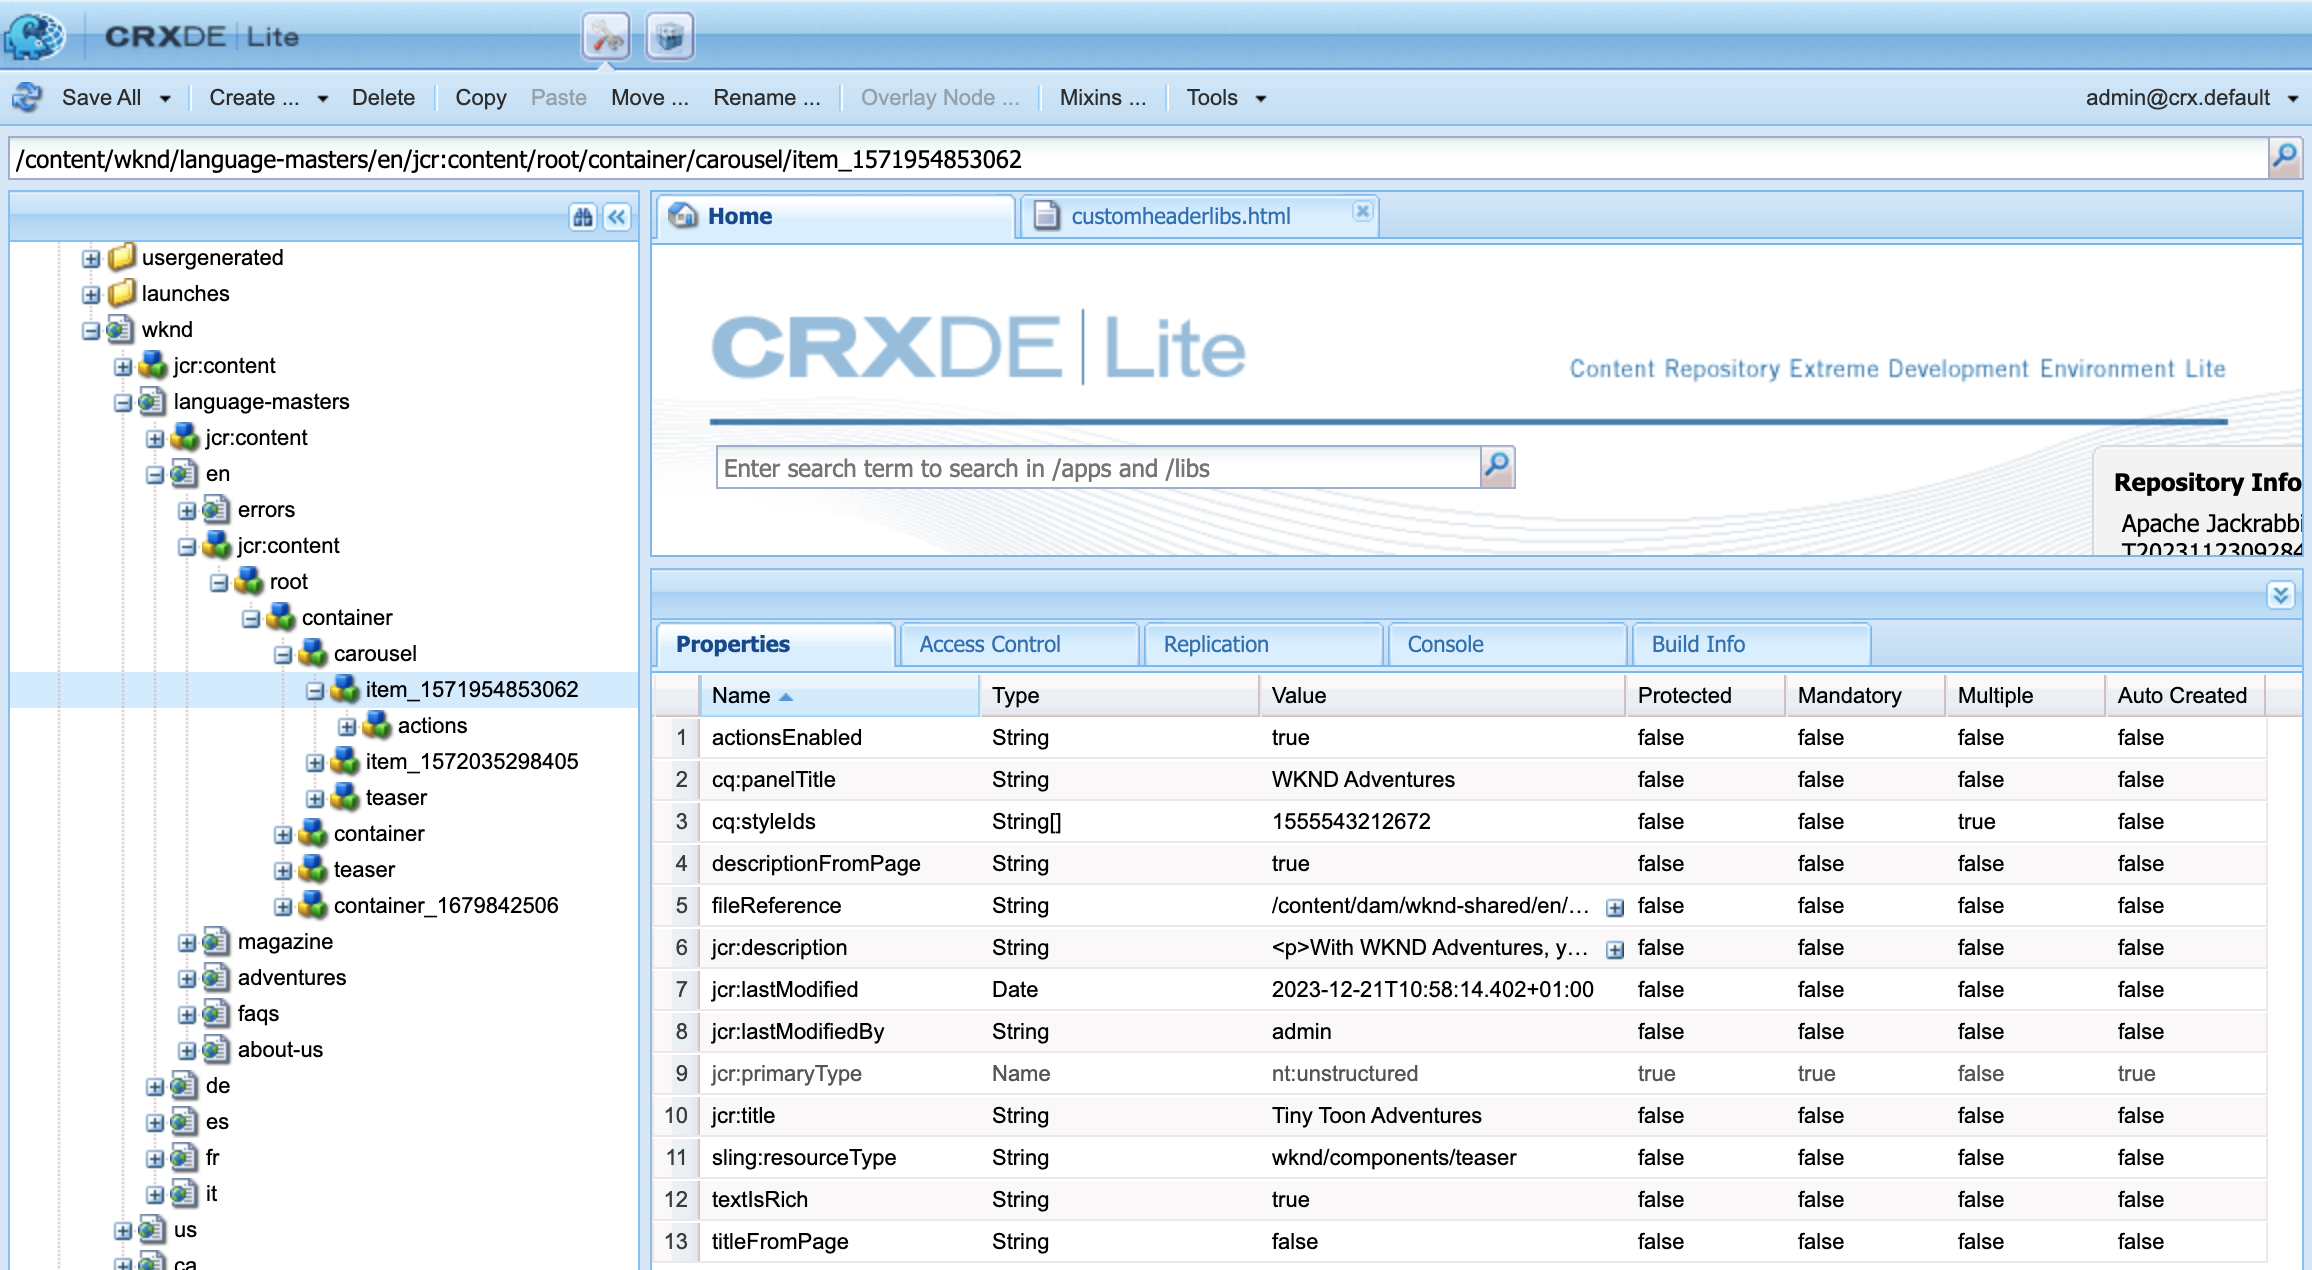 CRXDE | Lite
Save All Create ... Delete Copy Paste Move ... Rename ... Overlay Node ... Mixins ... Tools admin@crx.default
/content/wknd/language-masters/en/jcr:content/root/container/carousel/item_1571954853062
usergenerated
launches
wknd
jcr:content
language-masters
jcr:content
en
errors
jcr:content
root
container
carousel
item_1571954853062
actions
item_1572035298405
teaser
container
teaser
container_1679842506
magazine
adventures
faqs
about-us
de
es
fr
it
us
ca
Home customheaderlibs.html
CRXDE | Lite
Content Repository Extreme Development Environment Lite
Enter search term to search in /apps and /libs
Repository Info
Apache Jackrabbi
T2023112309284
Properties Access Control Replication Console Build Info
Name Type Value Protected Mandatory Multiple Auto Created
1 actionsEnabled String true false false false false
2 cq:panelTitle String WKND Adventures false false false false
3 cq:styleIds String[] 1555543212672 false false true false
4 descriptionFromPage String true false false false false
5 fileReference String /content/dam/wknd-shared/en/... false false false false
6 jcr:description String <p>With WKND Adventures, y... false false false false
7 jcr:lastModified Date 2023-12-21T10:58:14.402+01:00 false false false false
8 jcr:lastModifiedBy String admin false false false false
9 jcr:primaryType Name nt:unstructured true true false true
10 jcr:title String Tiny Toon Adventures false false false false
11 sling:resourceType String wknd/components/teaser false false false false
12 textIsRich String true false false false false
13 titleFromPage String false false false false false